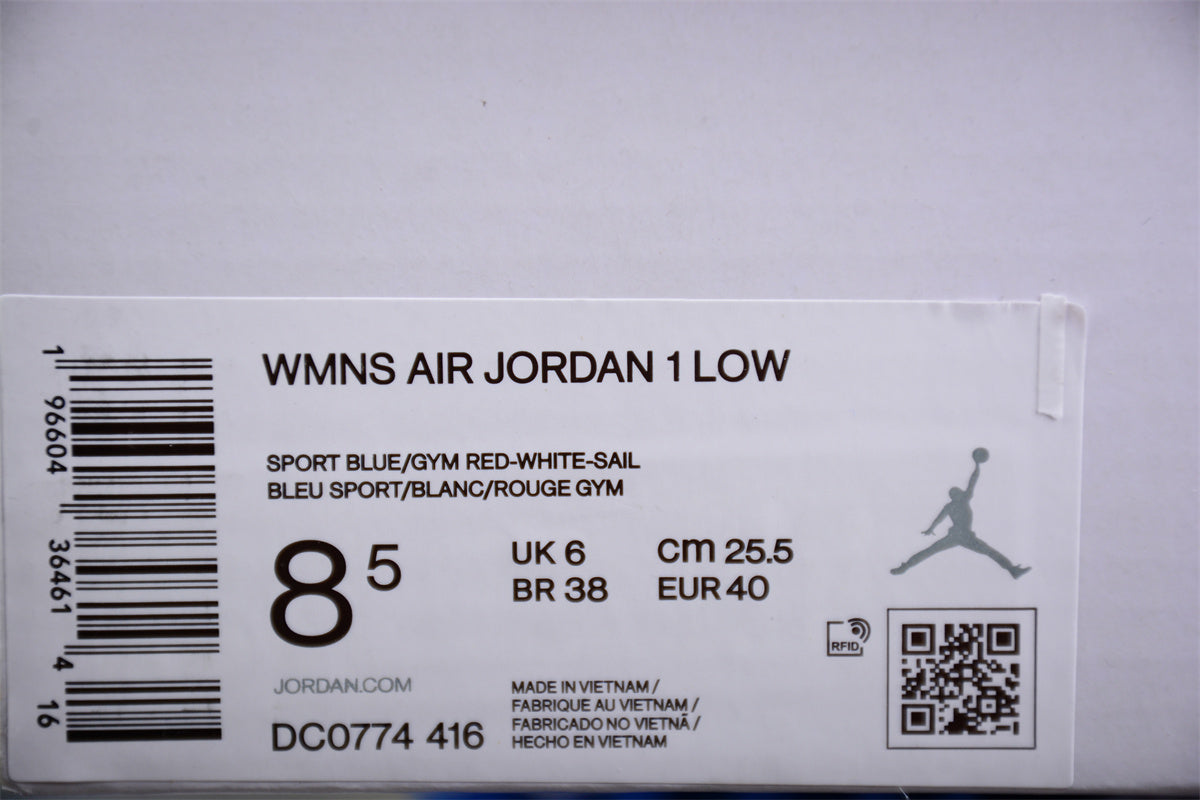 WMNS AIR JORDAN 1 LOW
SPORT BLUE/GYM RED-WHITE-SAIL
BLEU SPORT/BLANC/ROUGE GYM
8 5
UK 6
BR 38
cm 25.5
EUR 40
RFID
JORDAN.COM
DC0774 416
MADE IN VIETNAM /
FABRIQUE AU VIETNAM /
FABRICADO NO VIETNÃ /
HECHO EN VIETNAM
1 96604 36461 4 16